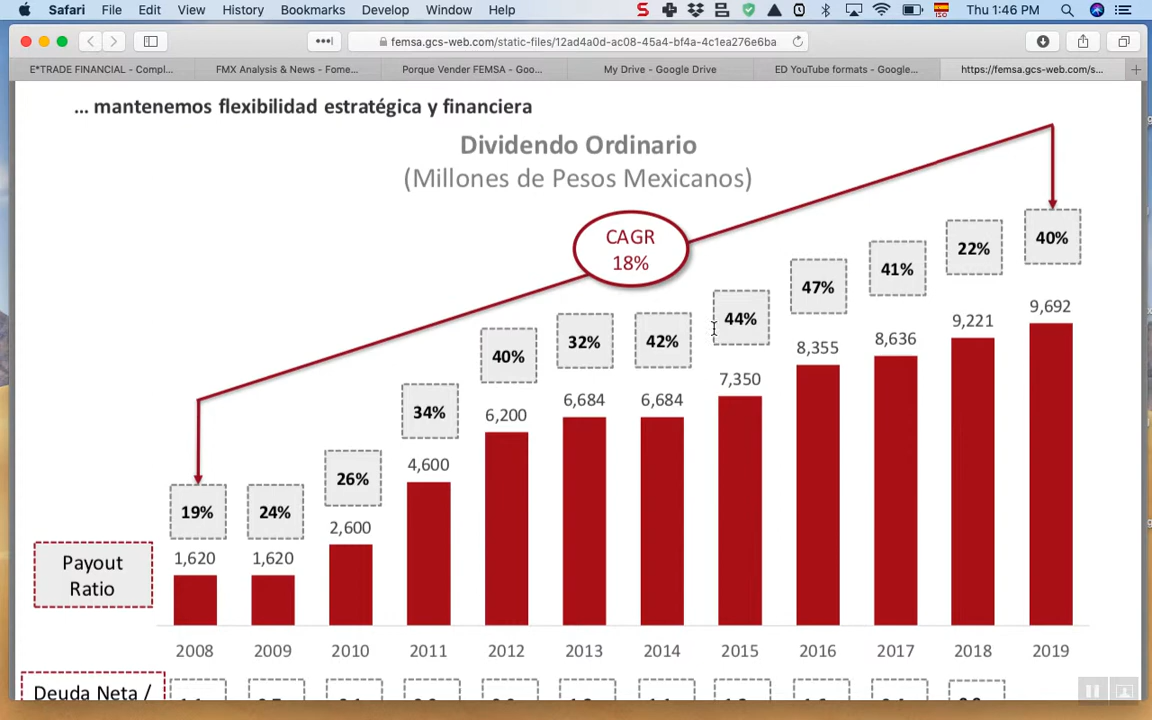 Safari File Edit View History Bookmarks Develop Window Help Thu 1:46 PM
femsa.gcs-web.com/static-files/12ad4a0d-ac08-45a4-bf4a-4c1ea276e6ba
E*TRADE FINANCIAL - Compl... FMX Analysis & News - Fome... Porque Vender FEMSA - Goo... My Drive - Google Drive ED YouTube formats - Google... https://femsa.gcs-web.com/s...
... mantenemos flexibilidad estratégica y financiera
Dividendo Ordinario
(Millones de Pesos Mexicanos)
CAGR
18%
19% 24% 26% 34% 40% 32% 42% 44% 47% 41% 22% 40%
1,620 1,620 2,600 4,600 6,200 6,684 6,684 7,350 8,355 8,636 9,221 9,692
Payout
Ratio
2008 2009 2010 2011 2012 2013 2014 2015 2016 2017 2018 2019
Deuda Neta /